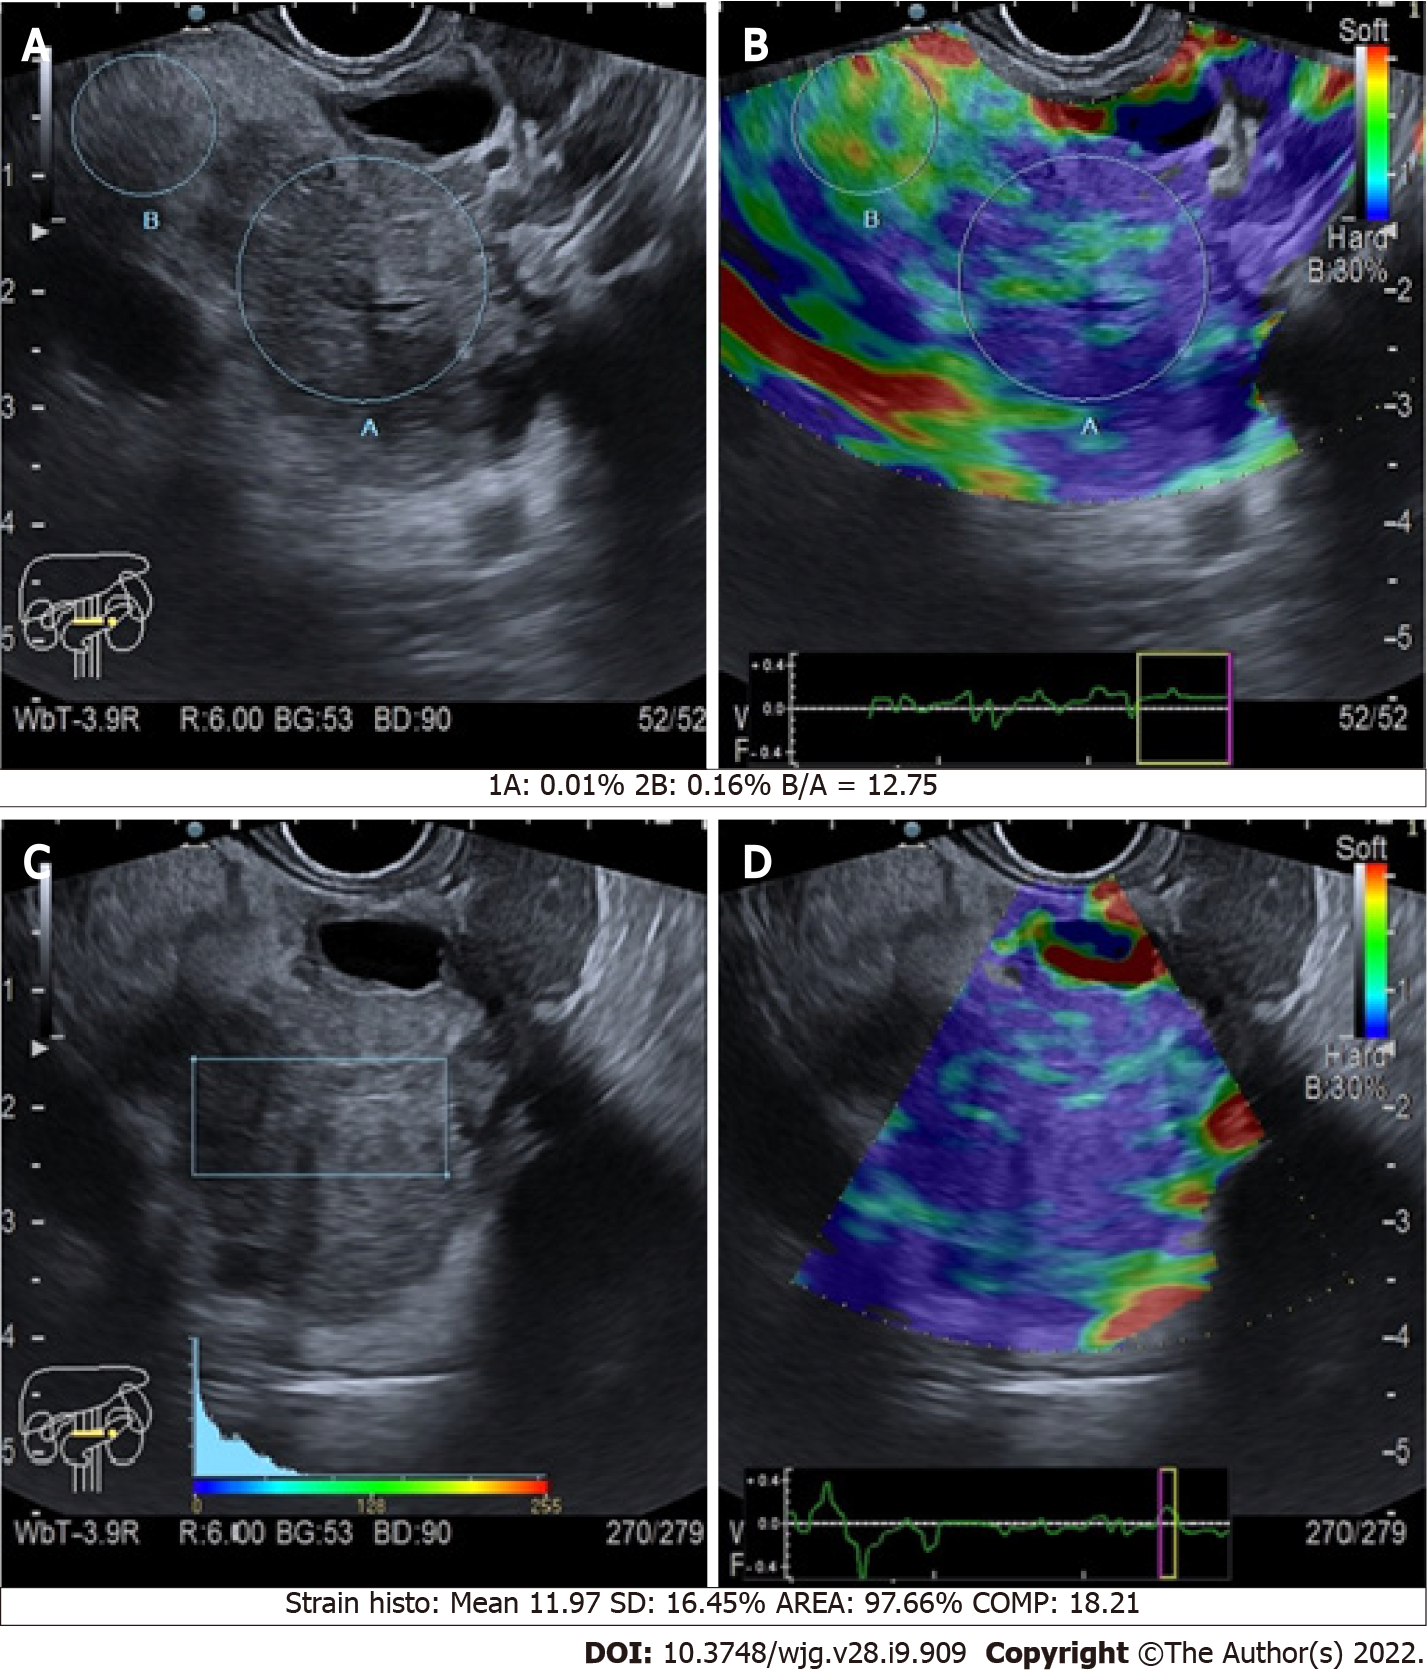 A
B
Soft
1
B
B
1
Hard
B:30%
2
2
3
A
A
3
4
4
5
5
+0.4
0.0
-0.4
V
F
WbT-3.9R R:6.00 BG:53 BD:90 52/52
52/52
1A: 0.01% 2B: 0.16% B/A = 12.75
C
D
Soft
1
1
Hard
B:30%
2
2
3
3
4
4
5
5
0 128 255
+0.4
0.0
-0.4
V
F
WbT-3.9R R:6.00 BG:53 BD:90 270/279
270/279
Strain histo: Mean 11.97 SD: 16.45% AREA: 97.66% COMP: 18.21
DOI: 10.3748/wjg.v28.i9.909 Copyright ©The Author(s) 2022.